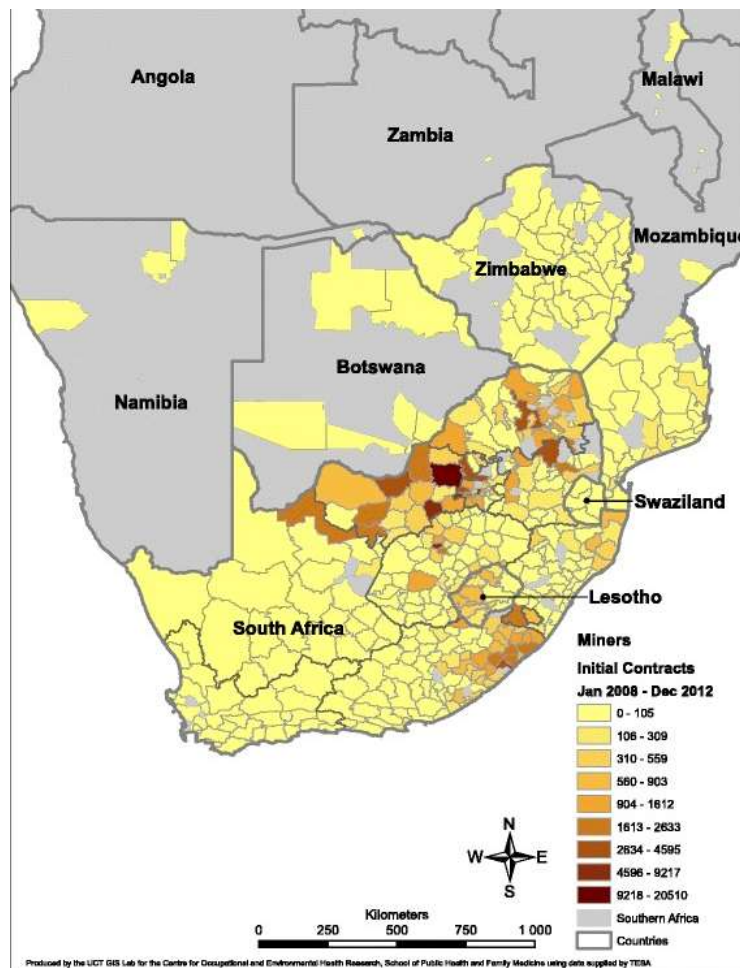 Angola
Malawi
Zambia
Mozambique
Zimbabwe
Botswana
Namibia
Swaziland
Lesotho
South Africa
Miners
Initial Contracts
Jan 2008 - Dec 2012
0 - 105
106 - 309
310 - 559
560 - 903
904 - 1612
1613 - 2633
2634 - 4595
4596 - 9217
9218 - 20510
Southern Africa
Countries
N
W E
S
Kilometers
0 250 500 1 000
Produced by the UCT GIS Lab for the Centre for Occupational and Environmental Health Research, School of Public Health and Family Medicine using data supplied by TEBA